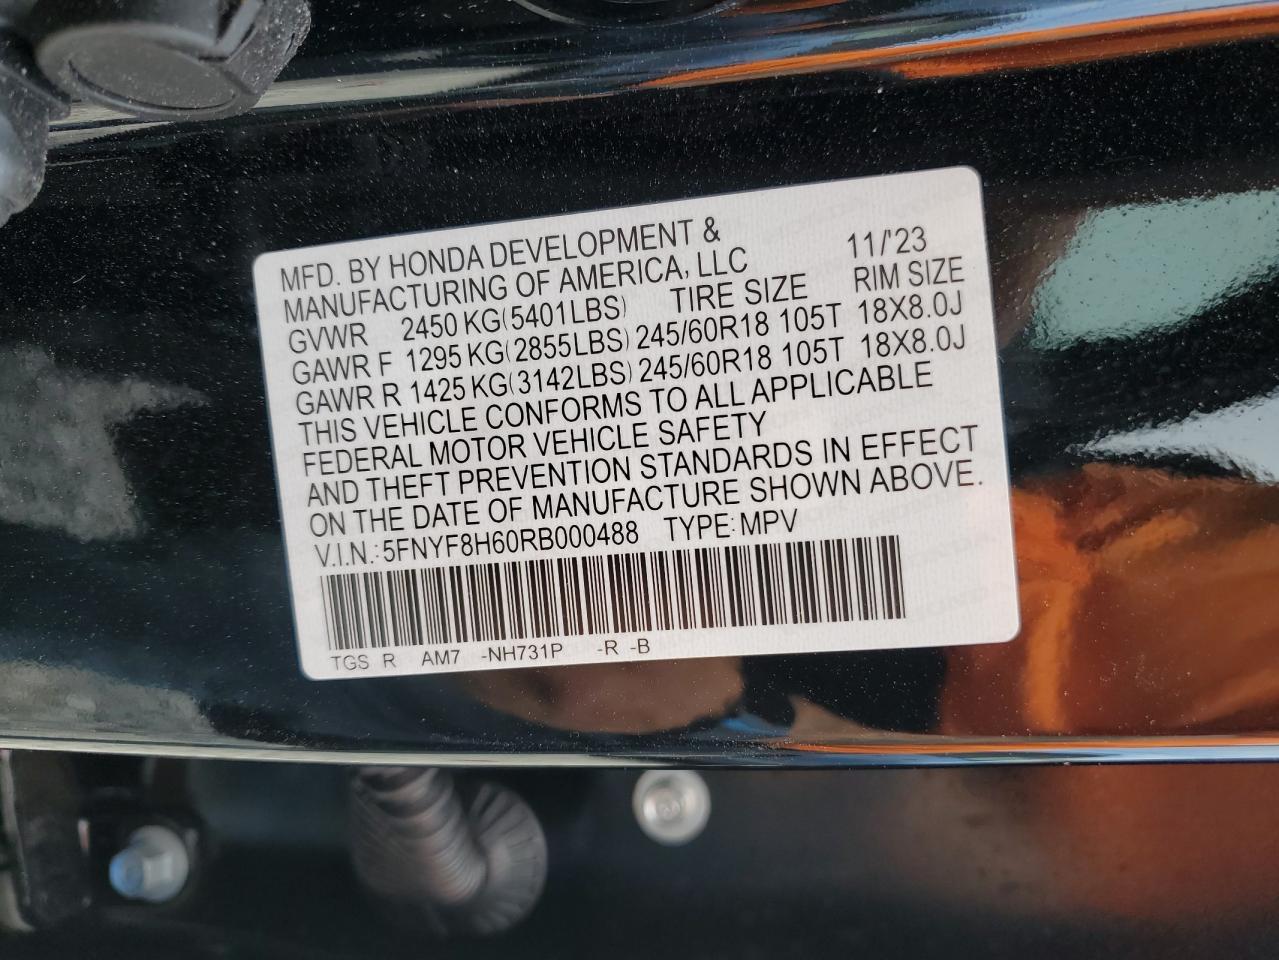 MFD. BY HONDA DEVELOPMENT &
MANUFACTURING OF AMERICA, LLC 11/'23
GVWR 2450 KG(5401LBS) TIRE SIZE RIM SIZE
GAWR F 1295 KG(2855LBS) 245/60R18 105T 18X8.0J
GAWR R 1425 KG(3142LBS) 245/60R18 105T 18X8.0J
THIS VEHICLE CONFORMS TO ALL APPLICABLE
FEDERAL MOTOR VEHICLE SAFETY
AND THEFT PREVENTION STANDARDS IN EFFECT
ON THE DATE OF MANUFACTURE SHOWN ABOVE.
V.I.N.:5FNYF8H60RB000488 TYPE:MPV
TGS R AM7 -NH731P -R -B